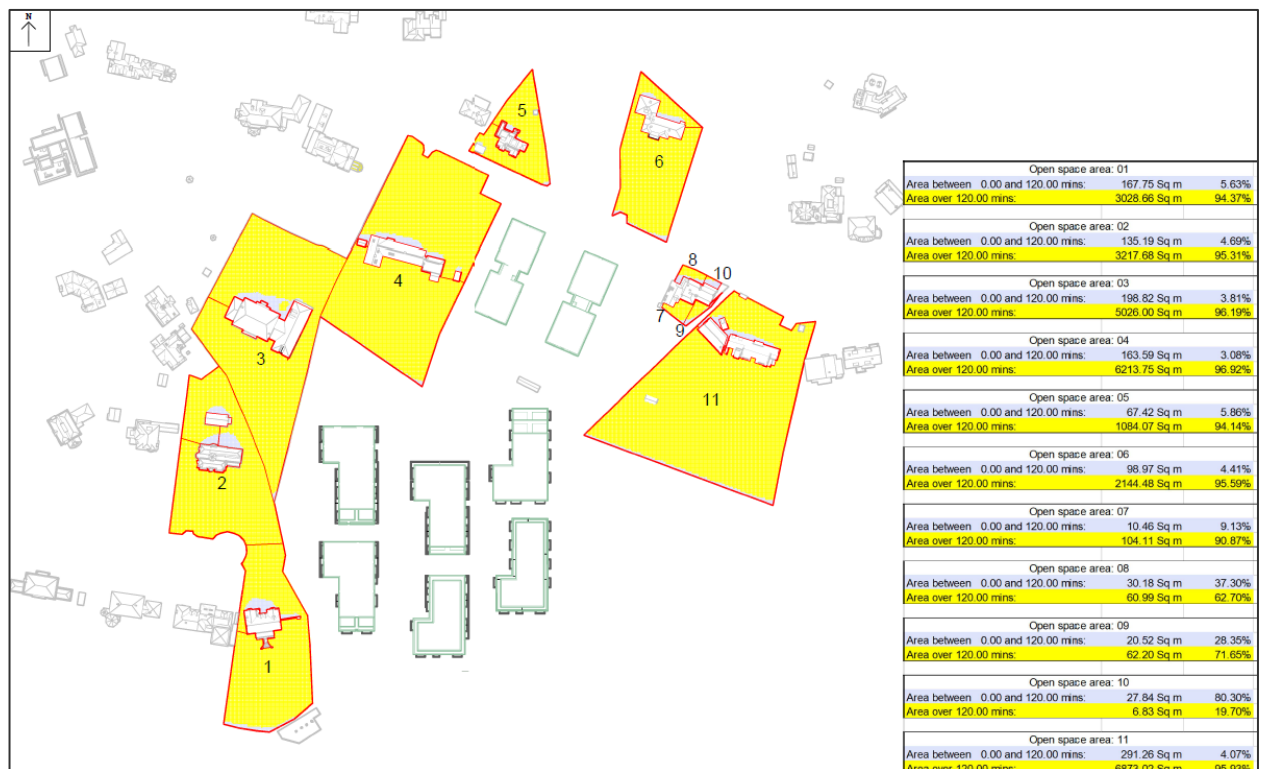 N
5
6
4
8
10
7
9
3
11
2
1
Open space area: 01
Area between 0.00 and 120.00 mins: 167.75 Sq m 5.63%
Area over 120.00 mins: 3028.66 Sq m 94.37%
Open space area: 02
Area between 0.00 and 120.00 mins: 135.19 Sq m 4.69%
Area over 120.00 mins: 3217.68 Sq m 95.31%
Open space area: 03
Area between 0.00 and 120.00 mins: 198.82 Sq m 3.81%
Area over 120.00 mins: 5026.00 Sq m 96.19%
Open space area: 04
Area between 0.00 and 120.00 mins: 163.59 Sq m 3.08%
Area over 120.00 mins: 6213.75 Sq m 96.92%
Open space area: 05
Area between 0.00 and 120.00 mins: 67.42 Sq m 5.86%
Area over 120.00 mins: 1084.07 Sq m 94.14%
Open space area: 06
Area between 0.00 and 120.00 mins: 98.97 Sq m 4.41%
Area over 120.00 mins: 2144.48 Sq m 95.59%
Open space area: 07
Area between 0.00 and 120.00 mins: 10.46 Sq m 9.13%
Area over 120.00 mins: 104.11 Sq m 90.87%
Open space area: 08
Area between 0.00 and 120.00 mins: 30.18 Sq m 37.30%
Area over 120.00 mins: 60.99 Sq m 62.70%
Open space area: 09
Area between 0.00 and 120.00 mins: 20.52 Sq m 28.35%
Area over 120.00 mins: 62.20 Sq m 71.65%
Open space area: 10
Area between 0.00 and 120.00 mins: 27.84 Sq m 80.30%
Area over 120.00 mins: 6.83 Sq m 19.70%
Open space area: 11
Area between 0.00 and 120.00 mins: 291.26 Sq m 4.07%
Area over 120.00 mins: 6873.02 Sq m 95.93%